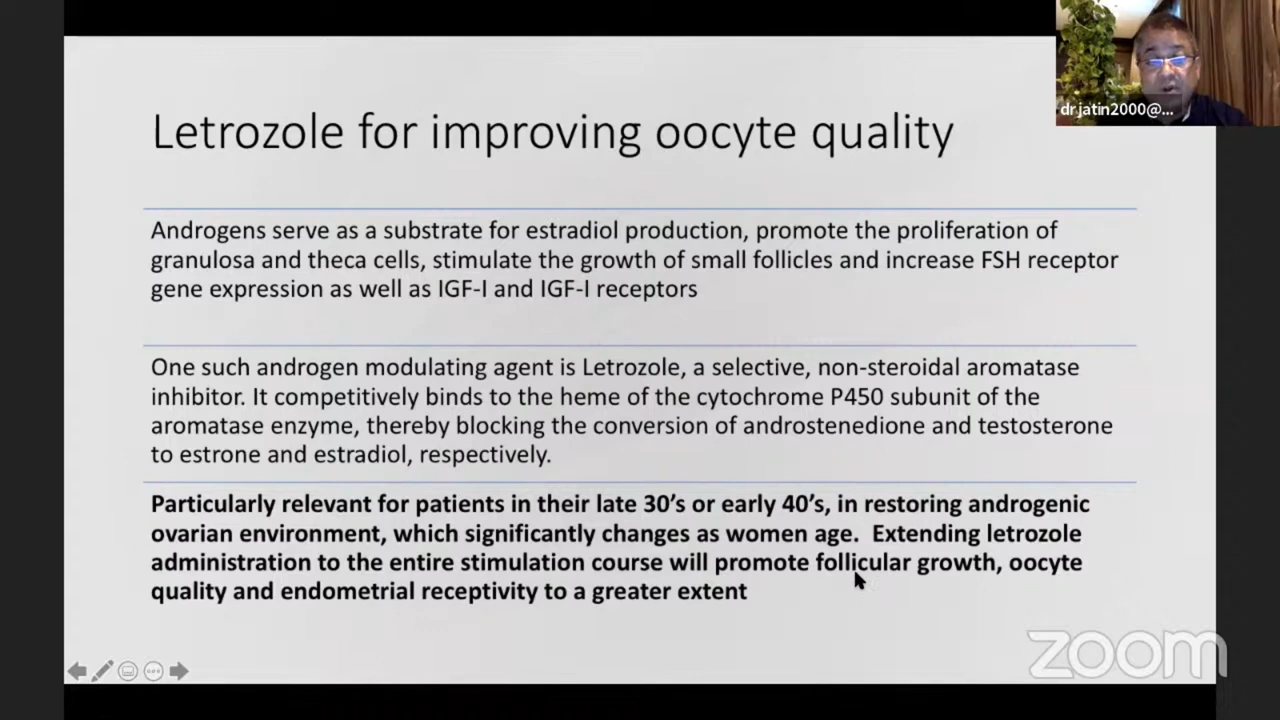 dr.jatin2000@...
Letrozole for improving oocyte quality
Androgens serve as a substrate for estradiol production, promote the proliferation of
granulosa and theca cells, stimulate the growth of small follicles and increase FSH receptor
gene expression as well as IGF-I and IGF-I receptors
One such androgen modulating agent is Letrozole, a selective, non-steroidal aromatase
inhibitor. It competitively binds to the heme of the cytochrome P450 subunit of the
aromatase enzyme, thereby blocking the conversion of androstenedione and testosterone
to estrone and estradiol, respectively.
Particularly relevant for patients in their late 30’s or early 40’s, in restoring androgenic
ovarian environment, which significantly changes as women age. Extending letrozole
administration to the entire stimulation course will promote follicular growth, oocyte
quality and endometrial receptivity to a greater extent
zoom